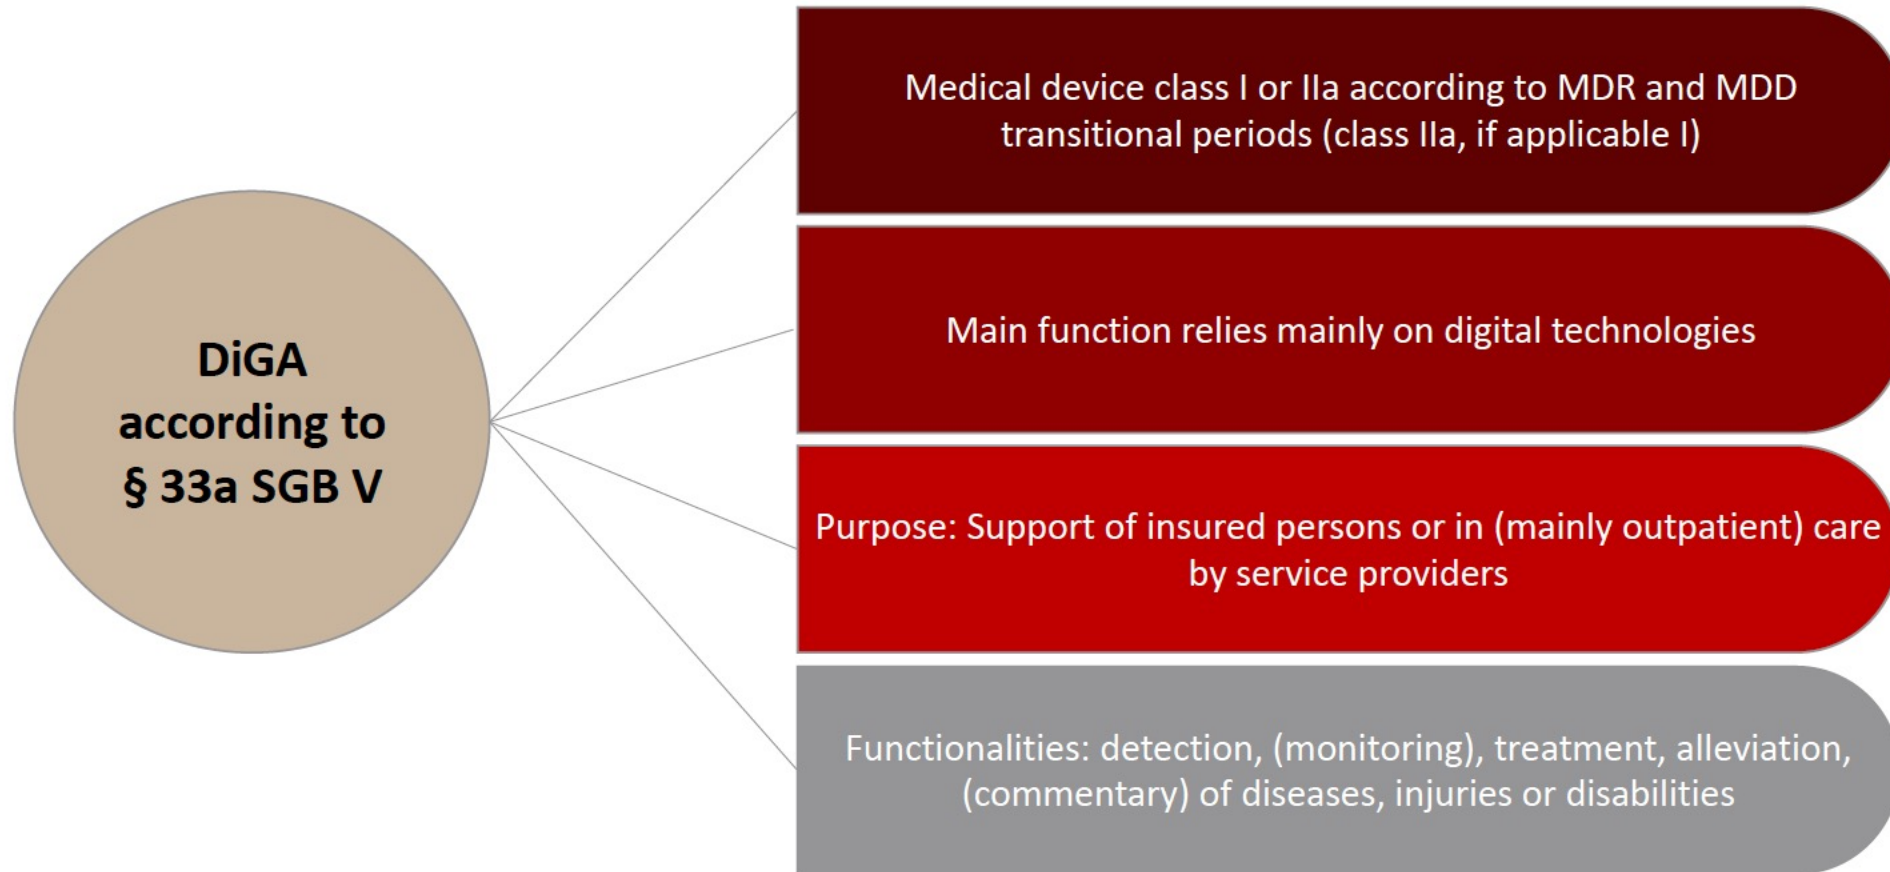 DiGA
according to
§ 33a SGB V
Medical device class I or IIa according to MDR and MDD
transitional periods (class IIa, if applicable I)
Main function relies mainly on digital technologies
Purpose: Support of insured persons or in (mainly outpatient) care
by service providers
Functionalities: detection, (monitoring), treatment, alleviation,
(commentary) of diseases, injuries or disabilities